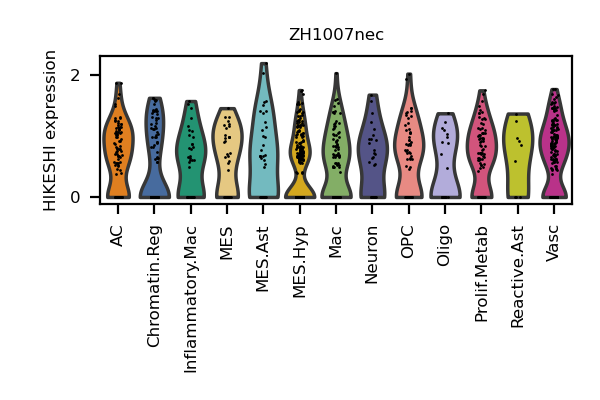 ZH1007nec
HIKESHI expression
2
0
AC
Chromatin.Reg
Inflammatory.Mac
MES
MES.Ast
MES.Hyp
Mac
Neuron
OPC
Oligo
Prolif.Metab
Reactive.Ast
Vasc